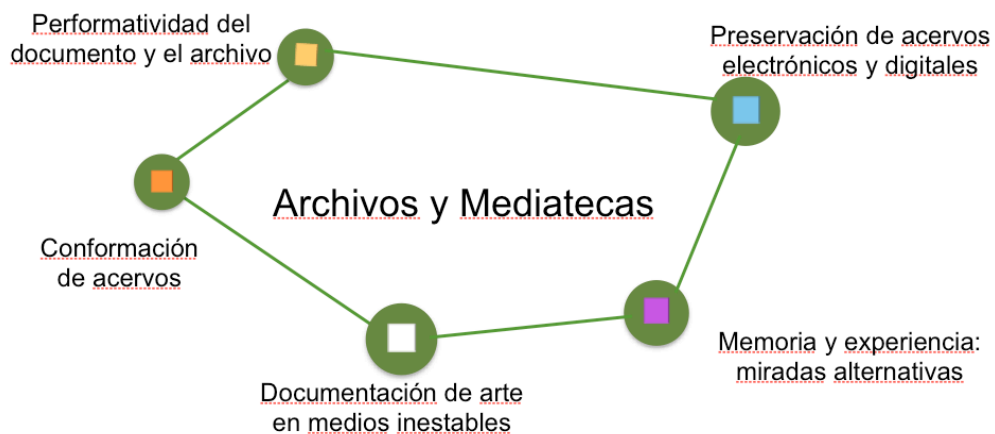 Performatividad del
documento y el archivo
Preservación de acervos
electrónicos y digitales
Archivos y Mediatecas
Conformación
de acervos
Memoria y experiencia:
miradas alternativas
Documentación de arte
en medios inestables